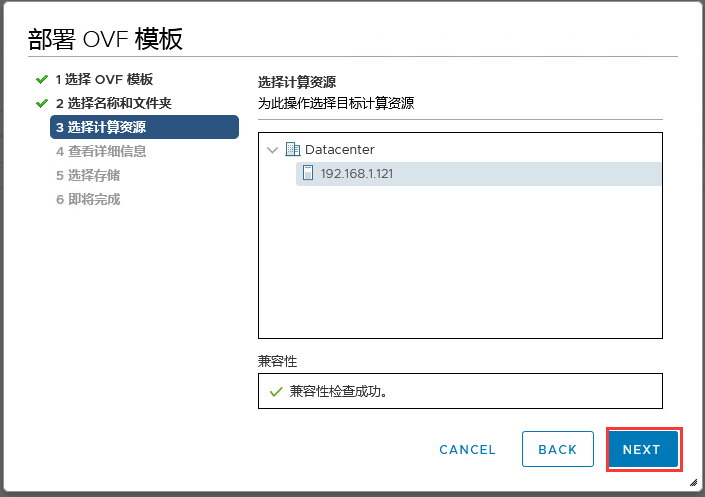 部署 OVF 模板
1 选择 OVF 模板
2 选择名称和文件夹
3 选择计算资源
4 查看详细信息
5 选择存储
6 即将完成
选择计算资源
为此操作选择目标计算资源
Datacenter
192.168.1.121
兼容性
兼容性检查成功。
CANCEL
BACK
NEXT